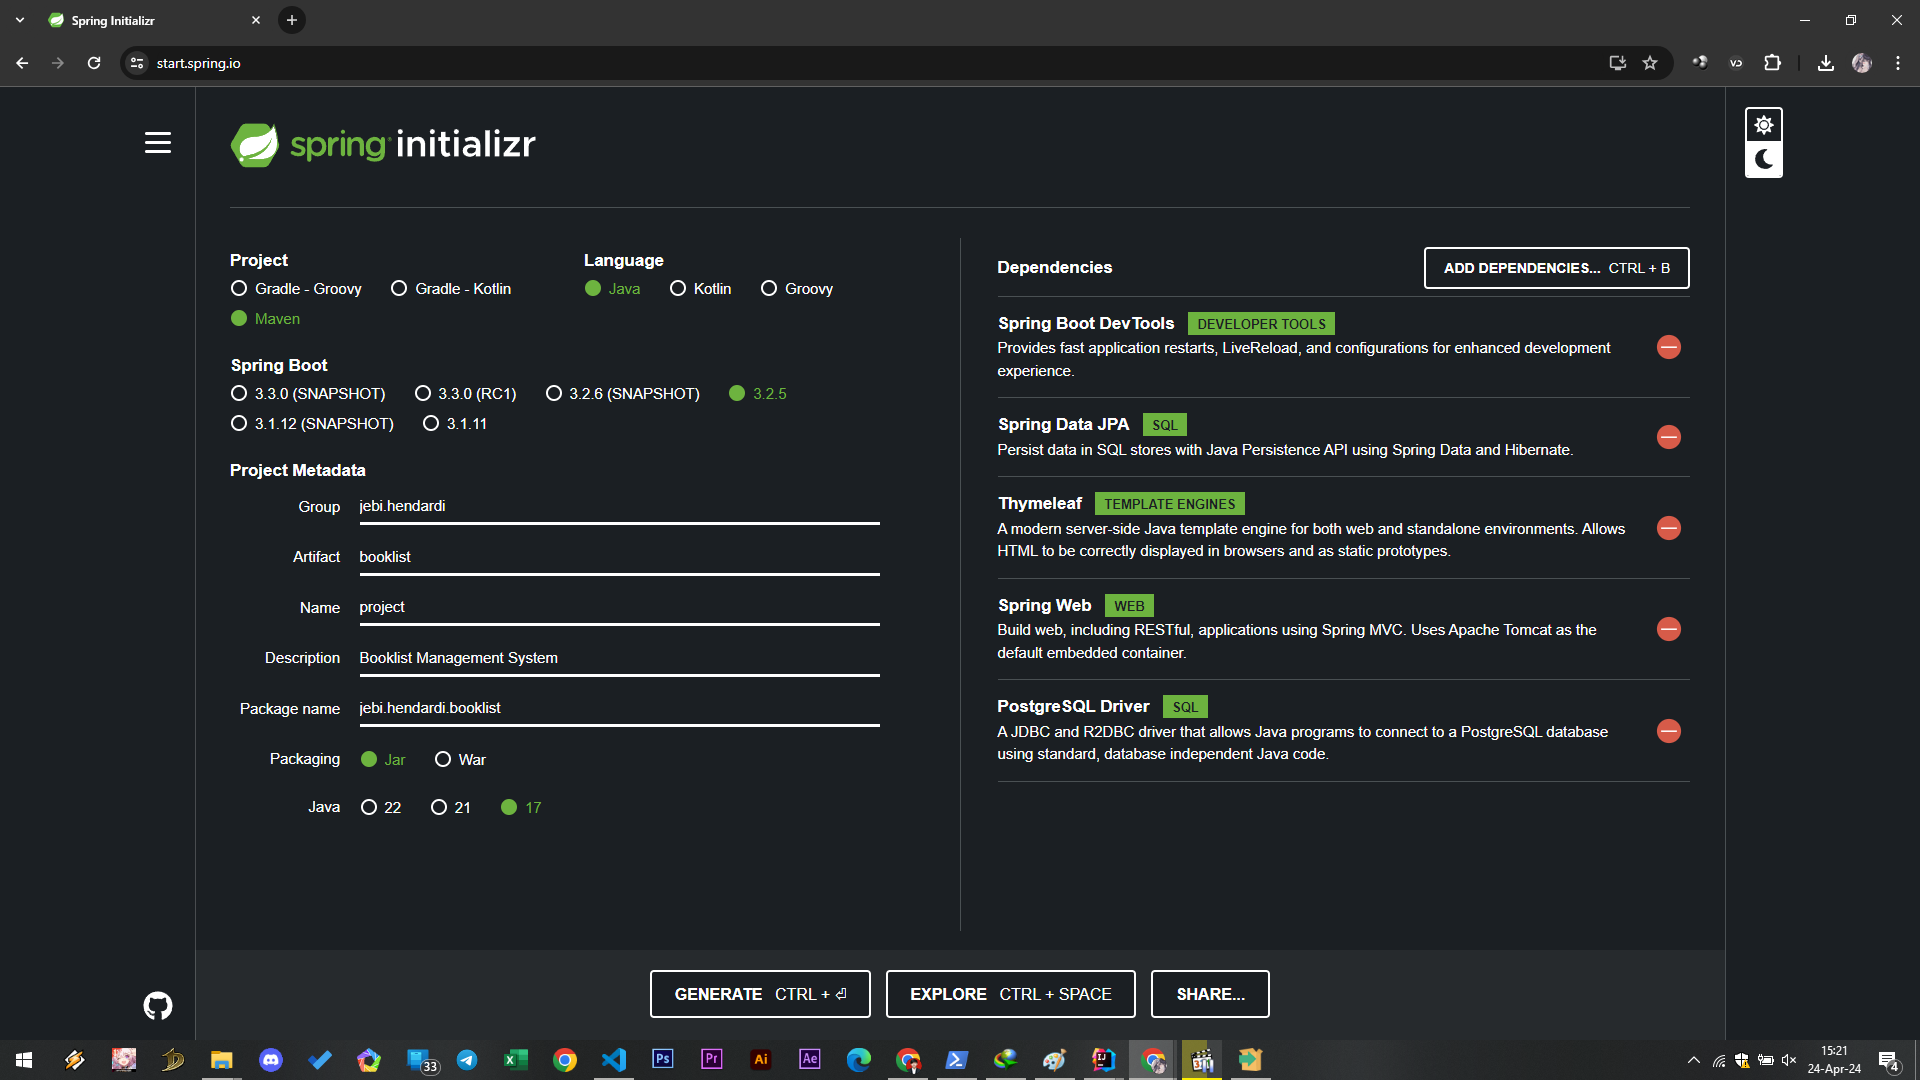 Spring Initializr
start.spring.io
spring initializr
Project
Gradle - Groovy Gradle - Kotlin
Maven
Language
Java Kotlin Groovy
Spring Boot
3.3.0 (SNAPSHOT) 3.3.0 (RC1) 3.2.6 (SNAPSHOT) 3.2.5
3.1.12 (SNAPSHOT) 3.1.11
Project Metadata
Group jebi.hendardi
Artifact booklist
Name project
Description Booklist Management System
Package name jebi.hendardi.booklist
Packaging Jar War
Java 22 21 17
Dependencies ADD DEPENDENCIES... CTRL + B
Spring Boot DevTools DEVELOPER TOOLS
Provides fast application restarts, LiveReload, and configurations for enhanced development
experience.
Spring Data JPA SQL
Persist data in SQL stores with Java Persistence API using Spring Data and Hibernate.
Thymeleaf TEMPLATE ENGINES
A modern server-side Java template engine for both web and standalone environments. Allows
HTML to be correctly displayed in browsers and as static prototypes.
Spring Web WEB
Build web, including RESTful, applications using Spring MVC. Uses Apache Tomcat as the
default embedded container.
PostgreSQL Driver SQL
A JDBC and R2DBC driver that allows Java programs to connect to a PostgreSQL database
using standard, database independent Java code.
GENERATE CTRL + ⏎ EXPLORE CTRL + SPACE SHARE...
33 Ps Pr Ai Ae IJ
15:21
24-Apr-24
4